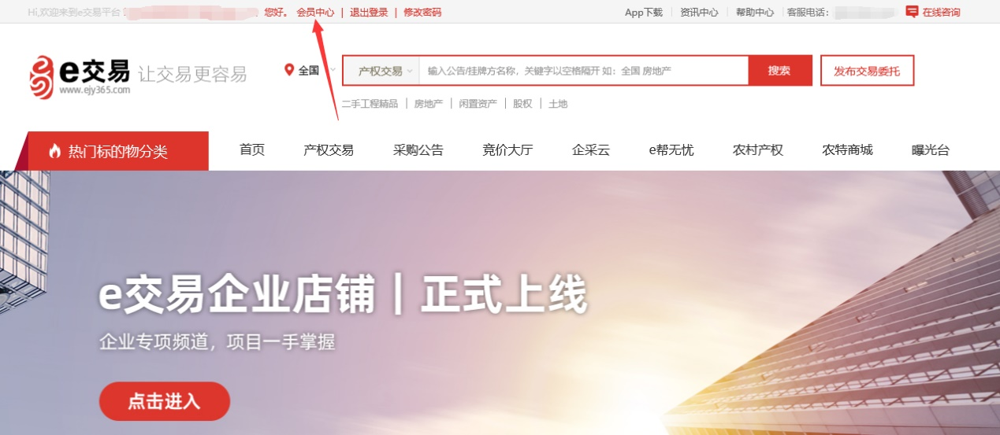 Hi,欢迎来到e交易平台 您好。 会员中心 | 退出登录 | 修改密码 App下载 | 资讯中心 | 帮助中心 | 客服电话: 在线咨询
e交易 让交易更容易
www.ejy365.com
全国 产权交易 输入公告/挂牌方名称，关键字以空格隔开 如：全国 房地产 搜索 发布交易委托
二手工程精品 | 房地产 | 闲置资产 | 股权 | 土地
热门标的物分类 首页 产权交易 采购公告 竞价大厅 企采云 e帮无忧 农村产权 农特商城 曝光台
e交易企业店铺 | 正式上线
企业专项频道，项目一手掌握
点击进入